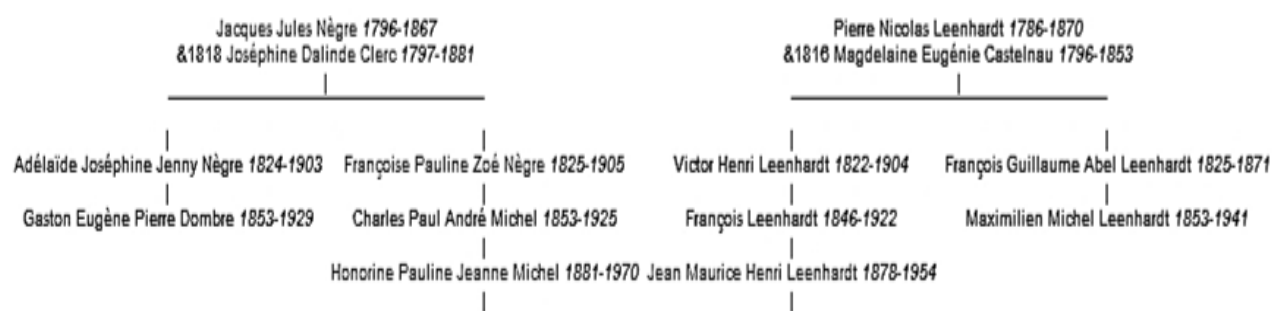 Jacques Jules Nègre 1796-1867
&1818 Joséphine Dalinde Clerc 1797-1881
Pierre Nicolas Leenhardt 1786-1870
&1816 Magdelaine Eugénie Castelnau 1796-1853
Adélaïde Joséphine Jenny Nègre 1824-1903
Françoise Pauline Zoé Nègre 1825-1905
Victor Henri Leenhardt 1822-1904
François Guillaume Abel Leenhardt 1825-1871
Gaston Eugène Pierre Dombre 1853-1929
Charles Paul André Michel 1853-1925
François Leenhardt 1846-1922
Maximilien Michel Leenhardt 1853-1941
Honorine Pauline Jeanne Michel 1881-1970
Jean Maurice Henri Leenhardt 1878-1954